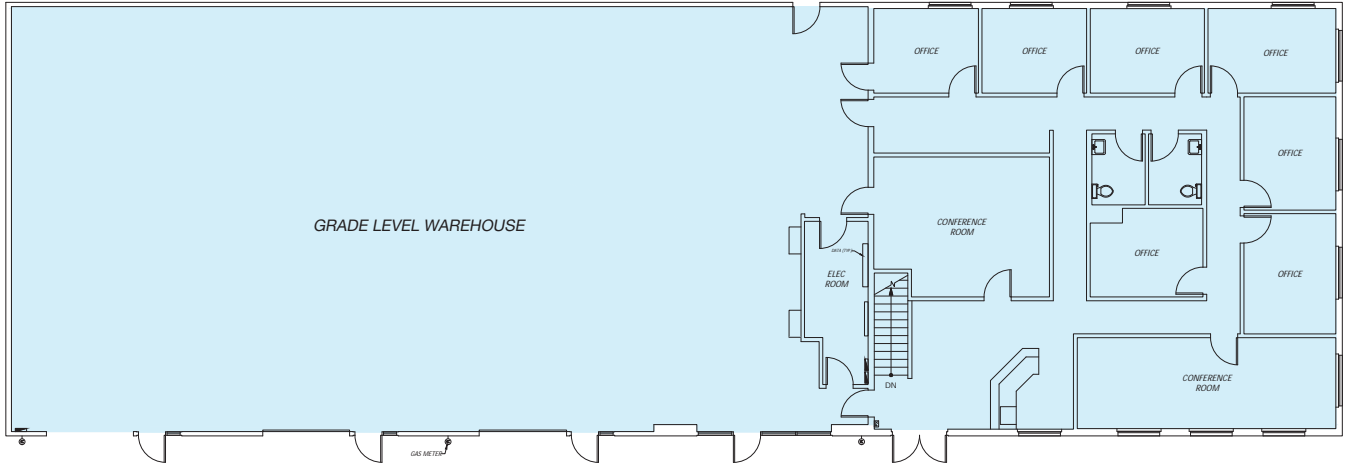 OFFICE
OFFICE
OFFICE
OFFICE
OFFICE
GRADE LEVEL WAREHOUSE
CONFERENCE
ROOM
OFFICE
ELEC
ROOM
OFFICE
DN
CONFERENCE
ROOM
GAS METER